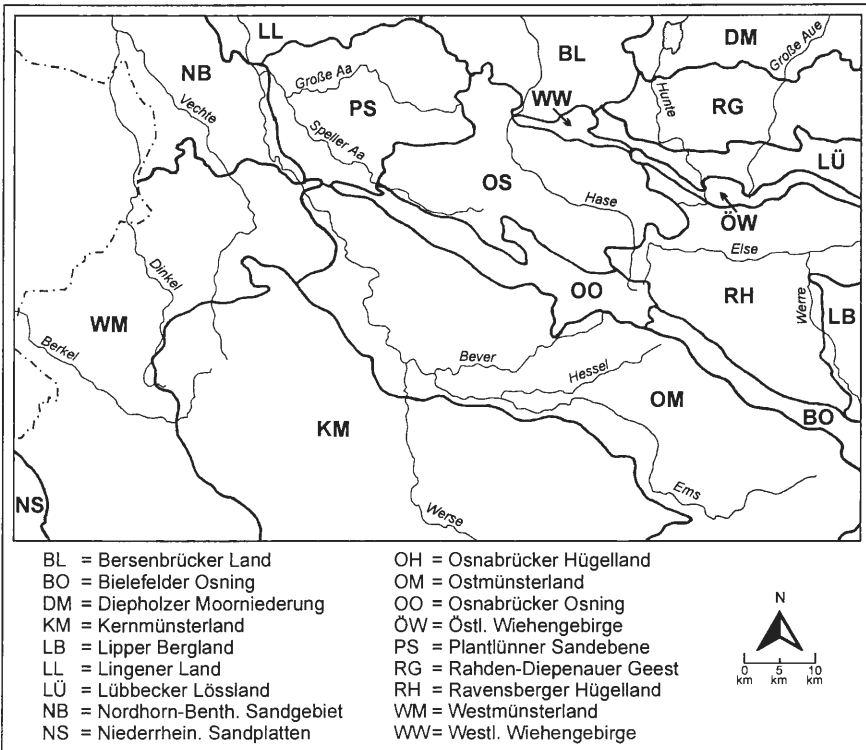 LL
DM
NB
BL
Große Aue
Große Aa
Vechte
PS
WW
Hunte
RG
Speller Aa
LÜ
OS
Hase
ÖW
Else
Dinkel
OO
RH
Werre
LB
WM
Berkel
Bever
Hessel
OM
KM
BO
NS
Werse
Ems
BL = Bersenbrücker Land
BO = Bielefelder Osning
DM = Diepholzer Moorniederung
KM = Kernmünsterland
LB = Lipper Bergland
LL = Lingener Land
LÜ = Lübbecker Lössland
NB = Nordhorn-Benth. Sandgebiet
NS = Niederrhein. Sandplatten
OH = Osnabrücker Hügelland
OM = Ostmünsterland
OO = Osnabrücker Osning
ÖW = Östl. Wiehengebirge
PS = Plantlünner Sandebene
RG = Rahden-Diepenauer Geest
RH = Ravensberger Hügelland
WM = Westmünsterland
WW = Westl. Wiehengebirge
N
0 5 10
km km km